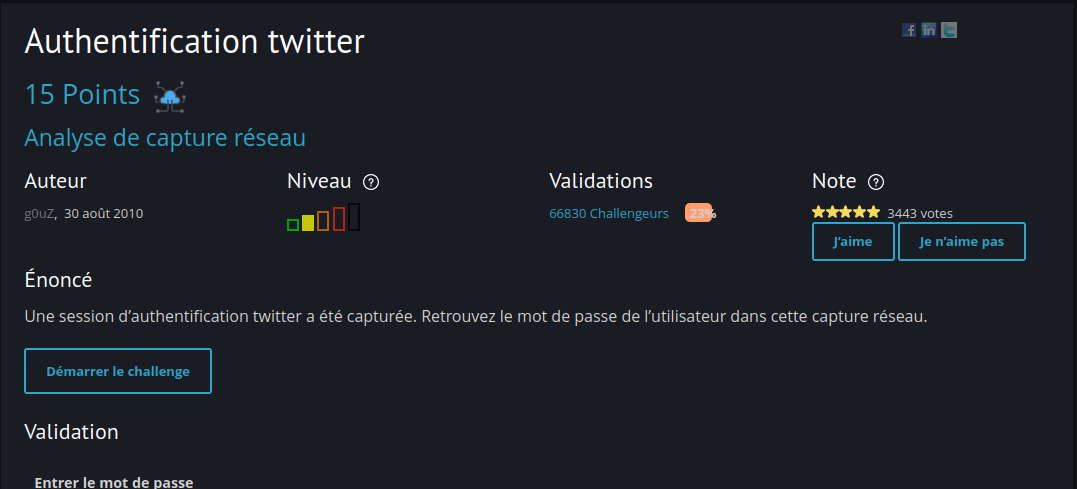 Authentification twitter
15 Points
Analyse de capture réseau
Auteur
g0uZ, 30 août 2010
Niveau ?
Validations
66830 Challengeurs 23%
Note ?
3443 votes
J’aime
Je n’aime pas
Énoncé
Une session d’authentification twitter a été capturée. Retrouvez le mot de passe de l’utilisateur dans cette capture réseau.
Démarrer le challenge
Validation
Entrer le mot de passe